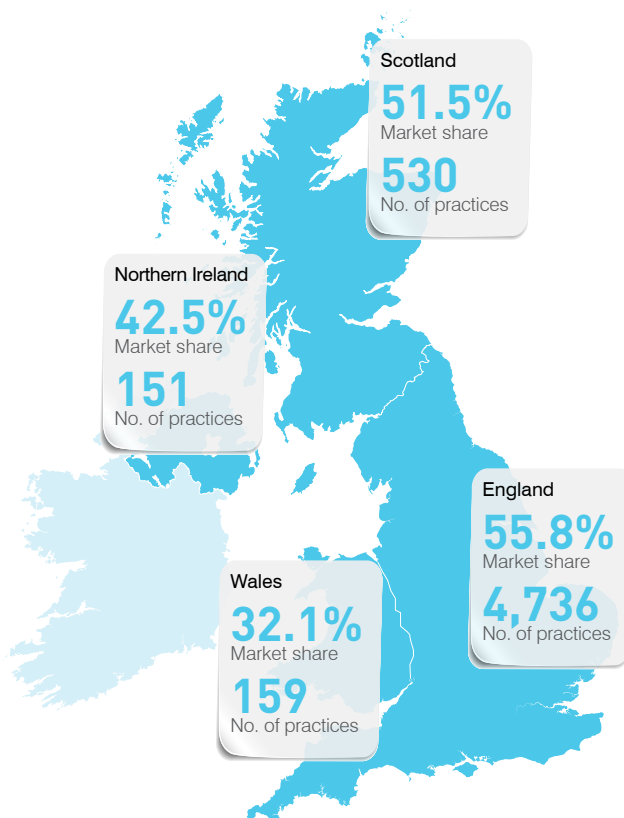 Scotland
51.5%
Market share
530
No. of practices
Northern Ireland
42.5%
Market share
151
No. of practices
England
55.8%
Market share
4,736
No. of practices
Wales
32.1%
Market share
159
No. of practices